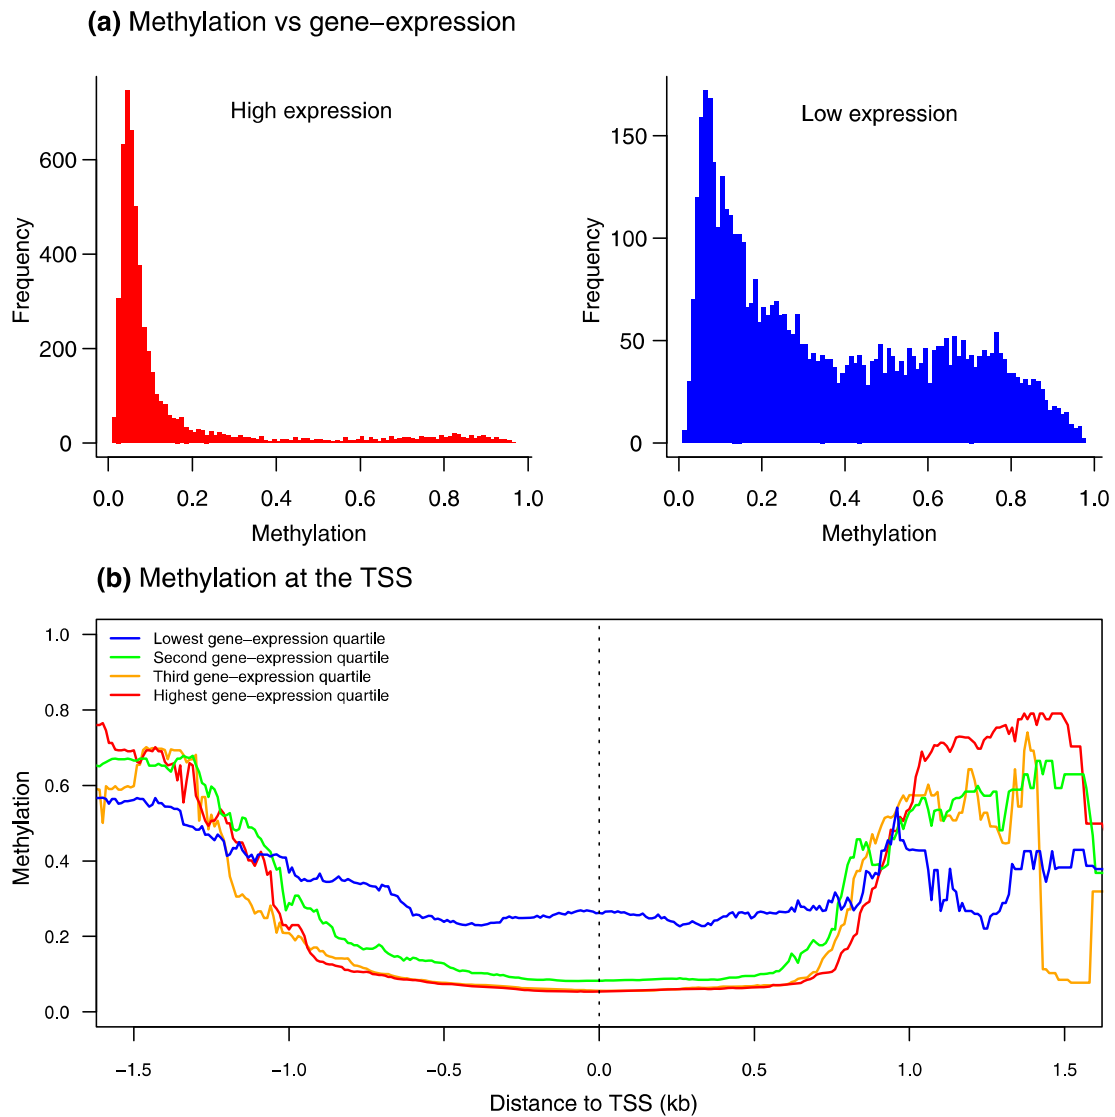 (a) Methylation vs gene−expression
High expression
Low expression
Frequency
0
200
400
600
0.0 0.2 0.4 0.6 0.8 1.0
Methylation
Frequency
0
50
100
150
0.0 0.2 0.4 0.6 0.8 1.0
Methylation
(b) Methylation at the TSS
Lowest gene−expression quartile
Second gene−expression quartile
Third gene−expression quartile
Highest gene−expression quartile
Methylation
1.0
0.8
0.6
0.4
0.2
0.0
−1.5 −1.0 −0.5 0.0 0.5 1.0 1.5
Distance to TSS (kb)